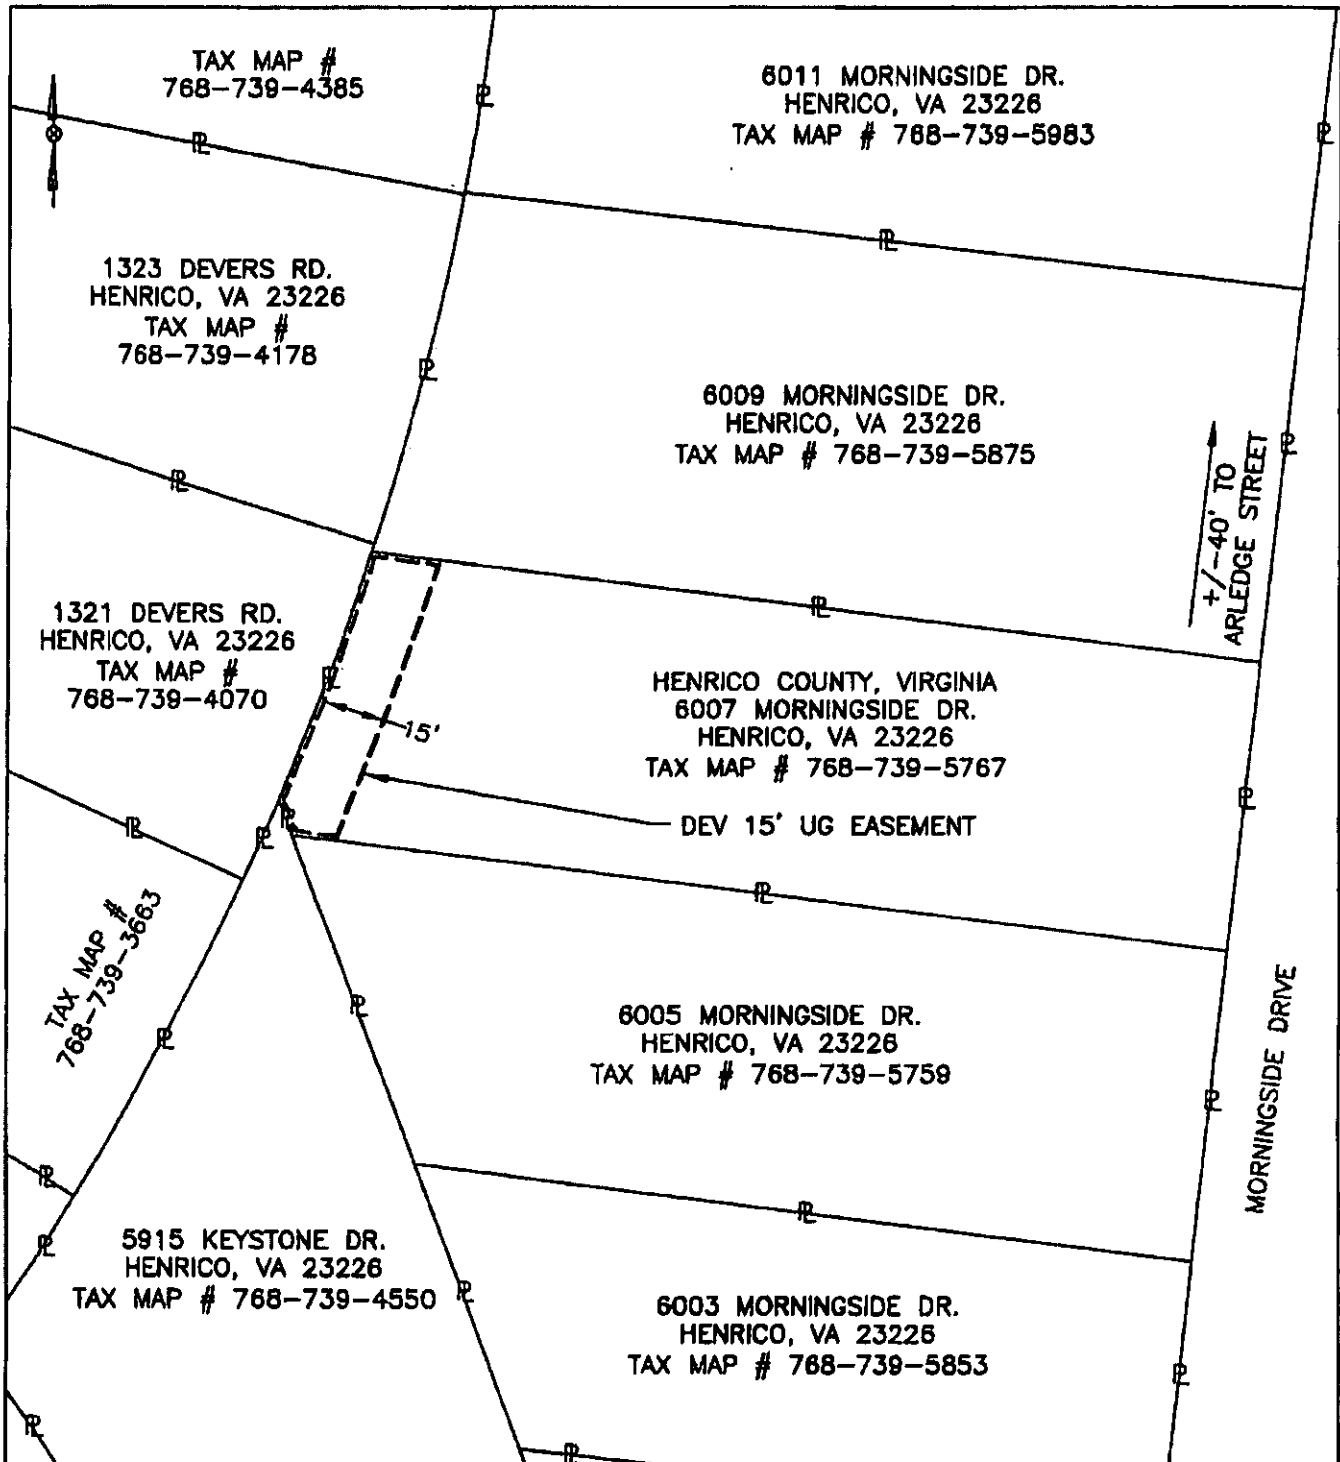 TAX MAP #
768-739-4385
6011 MORNINGSIDE DR.
HENRICO, VA 23226
TAX MAP # 768-739-5983
1323 DEVERS RD.
HENRICO, VA 23226
TAX MAP #
768-739-4178
6009 MORNINGSIDE DR.
HENRICO, VA 23226
TAX MAP # 768-739-5875
+/-40' TO
ARLEDGE STREET
1321 DEVERS RD.
HENRICO, VA 23226
TAX MAP #
768-739-4070
15'
HENRICO COUNTY, VIRGINIA
6007 MORNINGSIDE DR.
HENRICO, VA 23226
TAX MAP # 768-739-5767
DEV 15' UG EASEMENT
TAX MAP #
768-739-3663
6005 MORNINGSIDE DR.
HENRICO, VA 23226
TAX MAP # 768-739-5759
MORNINGSIDE DRIVE
5915 KEYSTONE DR.
HENRICO, VA 23226
TAX MAP # 768-739-4550
6003 MORNINGSIDE DR.
HENRICO, VA 23226
TAX MAP # 768-739-5853